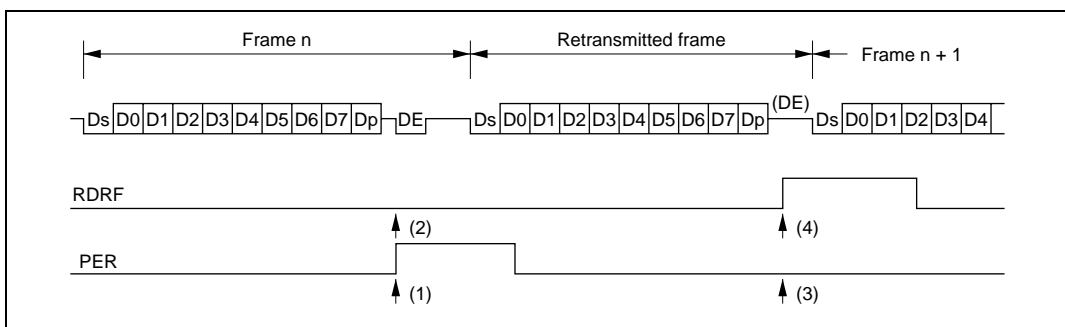 Frame n Retransmitted frame Frame n + 1
(DE)
Ds D0 D1 D2 D3 D4 D5 D6 D7 Dp DE Ds D0 D1 D2 D3 D4 D5 D6 D7 Dp Ds D0 D1 D2 D3 D4
RDRF
(2) (4)
PER
(1) (3)